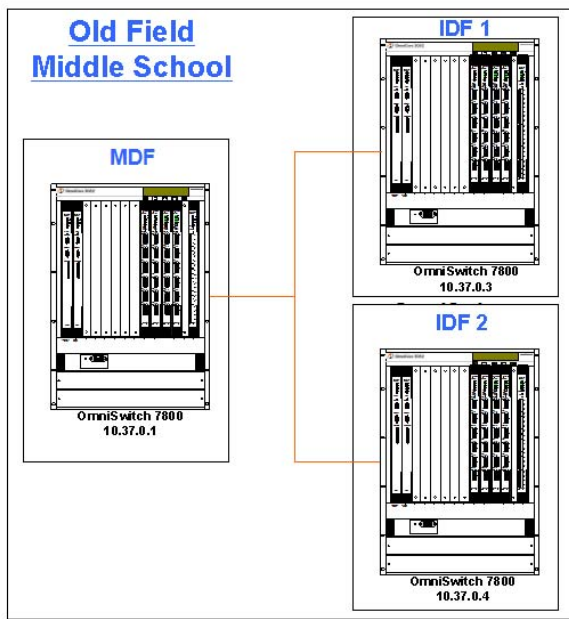 Old Field
Middle School
MDF
OmniSwitch 7800
10.37.0.1
IDF 1
OmniSwitch 7800
10.37.0.3
IDF 2
OmniSwitch 7800
10.37.0.4